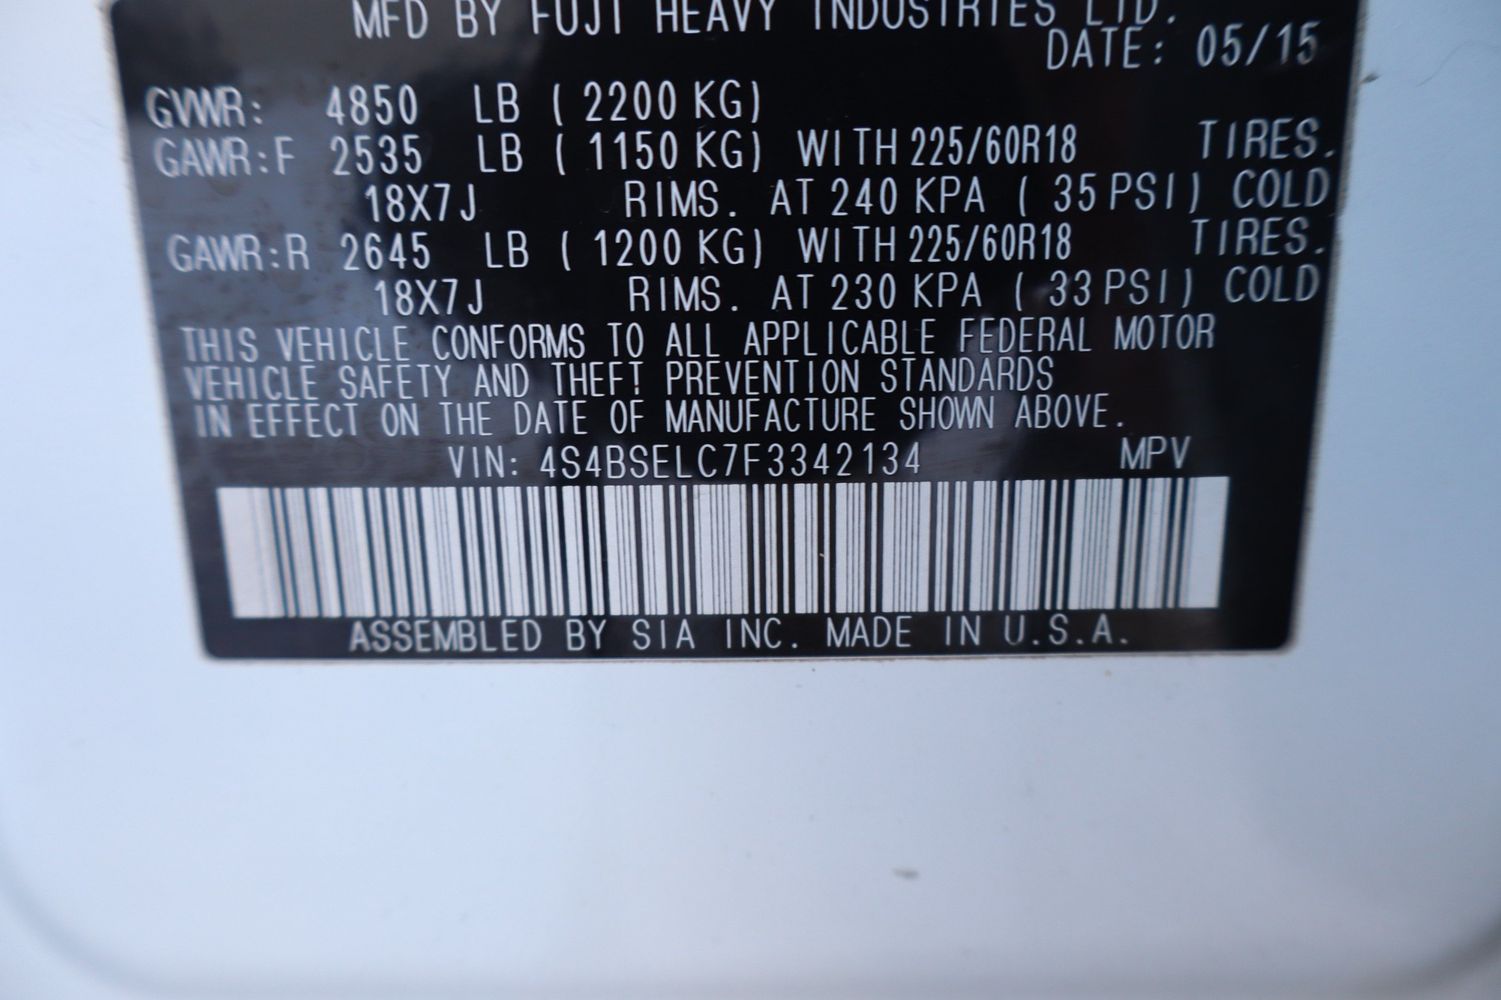 MFD BY FUJI HEAVY INDUSTRIES LTD.
DATE: 05/15
GVWR: 4850 LB ( 2200 KG)
GAWR:F 2535 LB ( 1150 KG) WITH 225/60R18 TIRES.
18X7J RIMS. AT 240 KPA ( 35 PSI) COLD
GAWR:R 2645 LB ( 1200 KG) WITH 225/60R18 TIRES.
18X7J RIMS. AT 230 KPA ( 33 PSI) COLD
THIS VEHICLE CONFORMS TO ALL APPLICABLE FEDERAL MOTOR
VEHICLE SAFETY AND THEFT PREVENTION STANDARDS
IN EFFECT ON THE DATE OF MANUFACTURE SHOWN ABOVE.
VIN: 4S4BSELC7F3342134 MPV
ASSEMBLED BY SIA INC. MADE IN U.S.A.